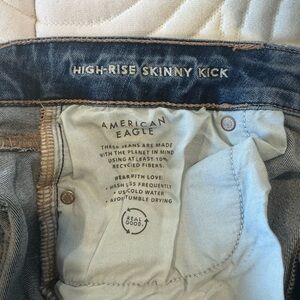 HIGH-RISE SKINNY KICK
AMERICAN
EAGLE
THESE JEANS ARE MADE
WITH THE PLANET IN MIND
USING AT LEAST 10%
RECYCLED FIBERS.
WEAR WITH LOVE:
• WASH LESS FREQUENTLY
• USE COLD WATER
• AVOID TUMBLE DRYING
REAL
GOOD.